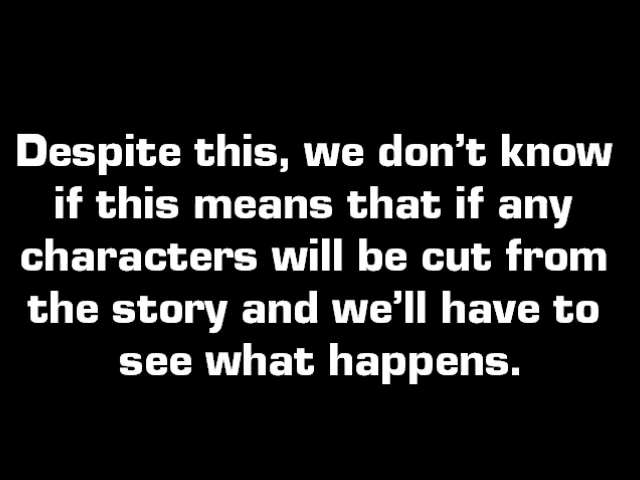 Despite this, we don’t know
if this means that if any
characters will be cut from
the story and we’ll have to
see what happens.